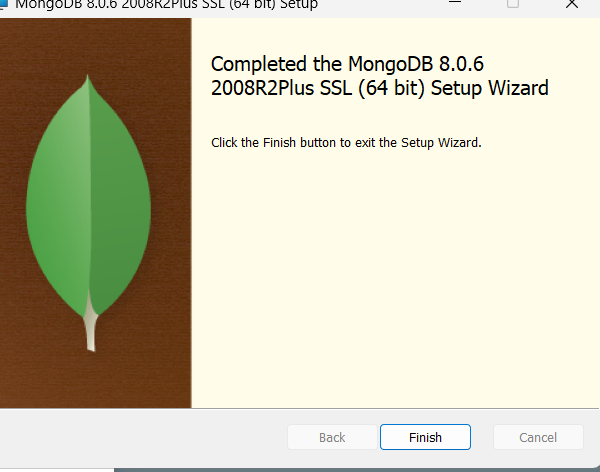 MongoDB 8.0.6 2008R2Plus SSL (64 bit) Setup
Completed the MongoDB 8.0.6
2008R2Plus SSL (64 bit) Setup Wizard
Click the Finish button to exit the Setup Wizard.
Back Finish Cancel